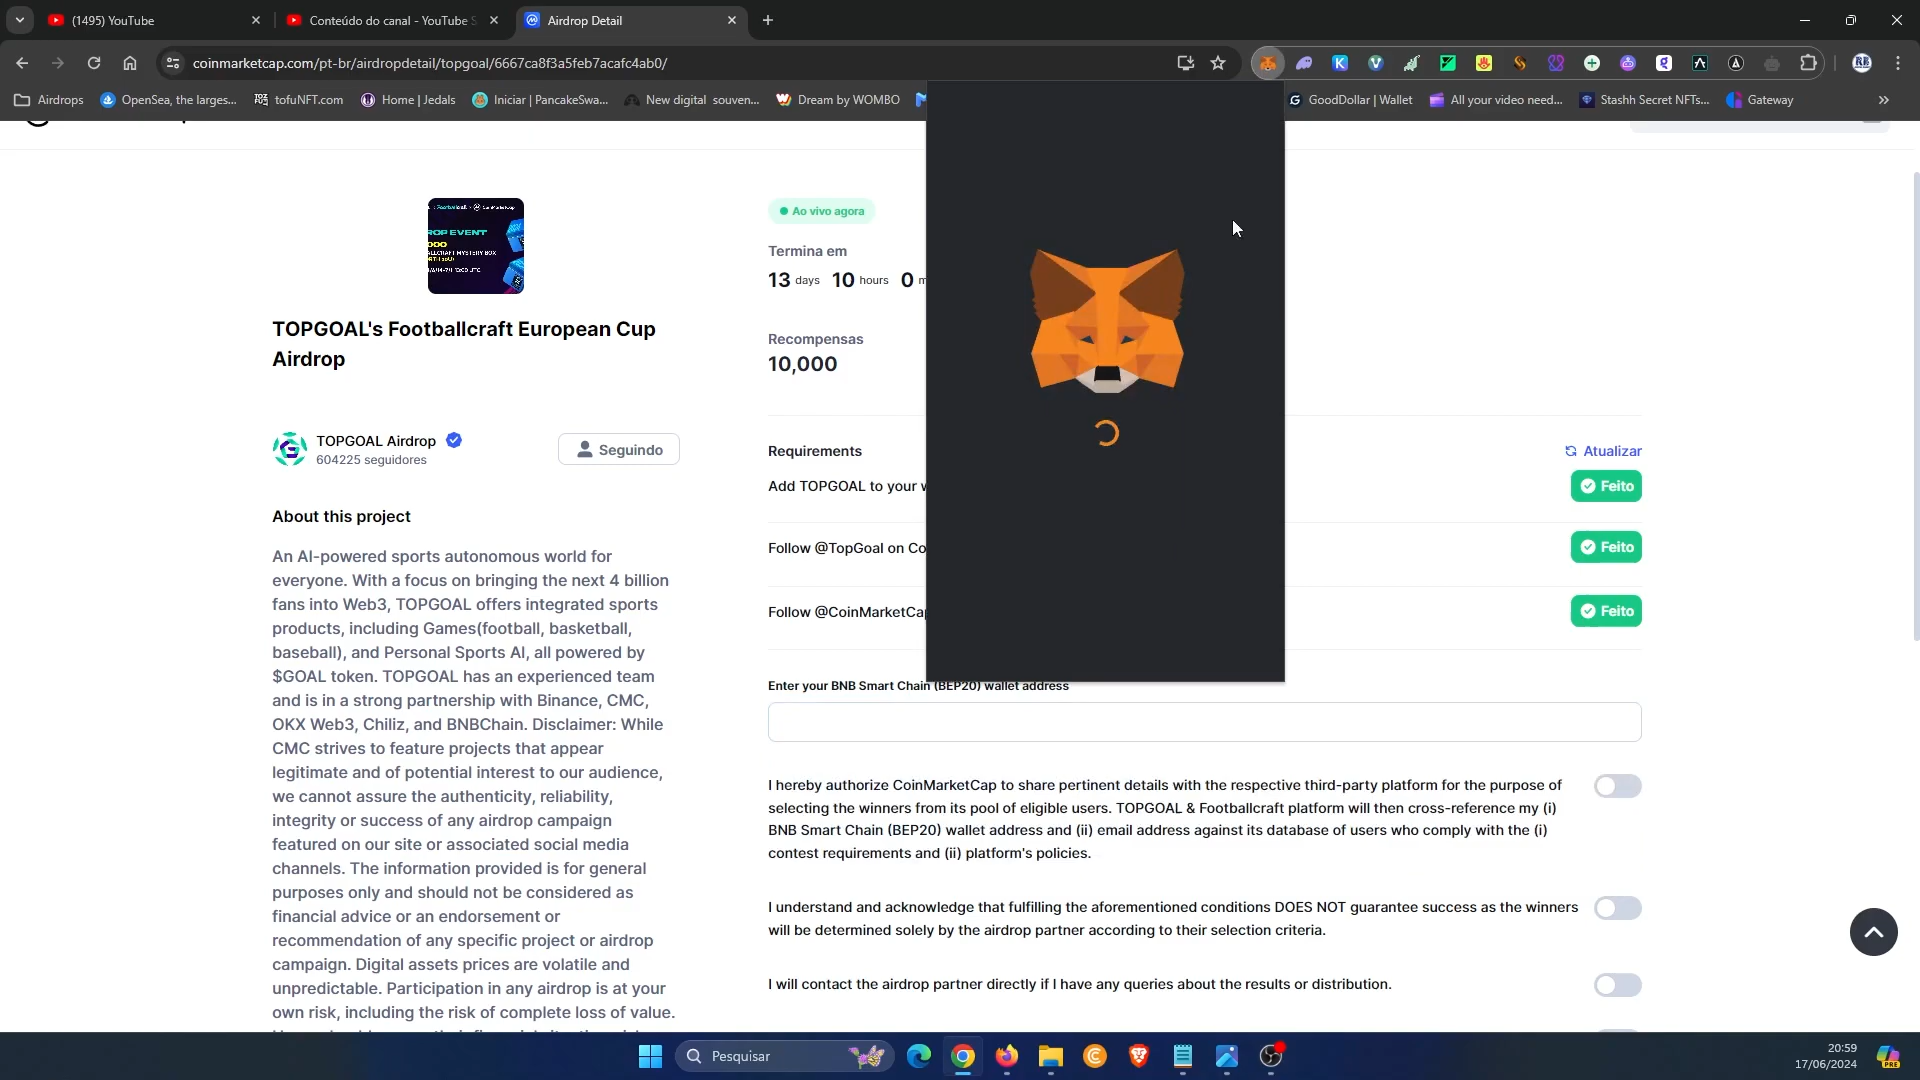 (1495) YouTube
Conteúdo do canal - YouTube S
Airdrop Detail
coinmarketcap.com/pt-br/airdropdetail/topgoal/6667ca8f3a5feb7acafc4ab0/
Airdrops
OpenSea, the larges...
tofuNFT.com
Home | Jedals
Iniciar | PancakeSwa...
New digital souven...
Dream by WOMBO
GoodDollar | Wallet
All your video need...
Stashh Secret NFTs...
Gateway
TOPGOAL's Footballcraft European Cup
Airdrop
TOPGOAL Airdrop
604225 seguidores
Seguindo
About this project
An AI-powered sports autonomous world for
everyone. With a focus on bringing the next 4 billion
fans into Web3, TOPGOAL offers integrated sports
products, including Games(football, basketball,
baseball), and Personal Sports AI, all powered by
$GOAL token. TOPGOAL has an experienced team
and is in a strong partnership with Binance, CMC,
OKX Web3, Chiliz, and BNBChain. Disclaimer: While
CMC strives to feature projects that appear
legitimate and of potential interest to our audience,
we cannot assure the authenticity, reliability,
integrity or success of any airdrop campaign
featured on our site or associated social media
channels. The information provided is for general
purposes only and should not be considered as
financial advice or an endorsement or
recommendation of any specific project or airdrop
campaign. Digital assets prices are volatile and
unpredictable. Participation in any airdrop is at your
own risk, including the risk of complete loss of value.
Ao vivo agora
Termina em
13 days 10 hours 0 m
Recompensas
10,000
Requirements
Atualizar
Add TOPGOAL to your w
Feito
Follow @TopGoal on Co
Feito
Follow @CoinMarketCap
Feito
Enter your BNB Smart Chain (BEP20) wallet address
I hereby authorize CoinMarketCap to share pertinent details with the respective third-party platform for the purpose of
selecting the winners from its pool of eligible users. TOPGOAL & Footballcraft platform will then cross-reference my (i)
BNB Smart Chain (BEP20) wallet address and (ii) email address against its database of users who comply with the (i)
contest requirements and (ii) platform's policies.
I understand and acknowledge that fulfilling the aforementioned conditions DOES NOT guarantee success as the winners
will be determined solely by the airdrop partner according to their selection criteria.
I will contact the airdrop partner directly if I have any queries about the results or distribution.
Pesquisar
20:59
17/06/2024